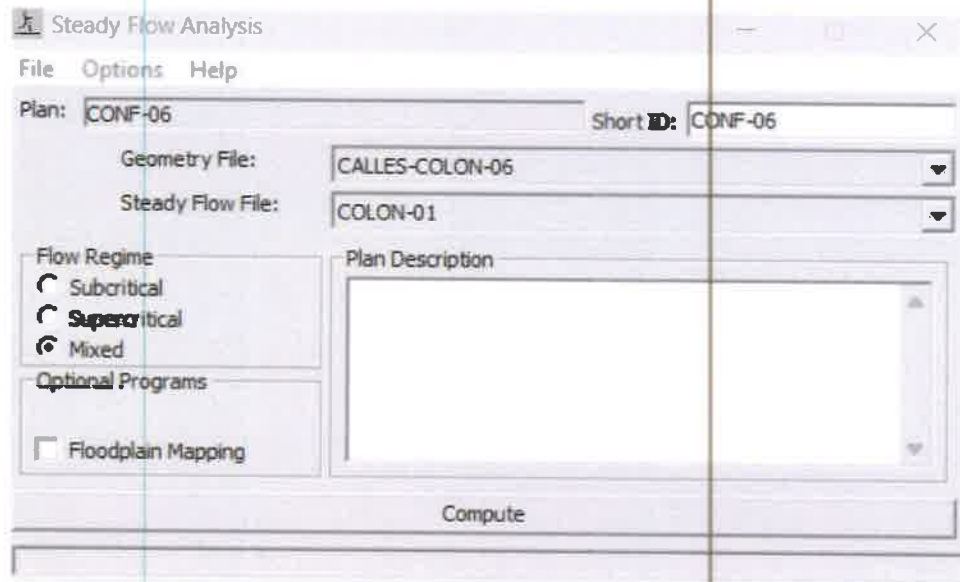 Steady Flow Analysis
File Options Help
Plan: CONF-06 Short ID: CONF-06
Geometry File: CALLES-COLON-06
Steady Flow File: COLON-01
Flow Regime
Subcritical
Supercritical
Mixed
Optional Programs
Floodplain Mapping
Plan Description
Compute